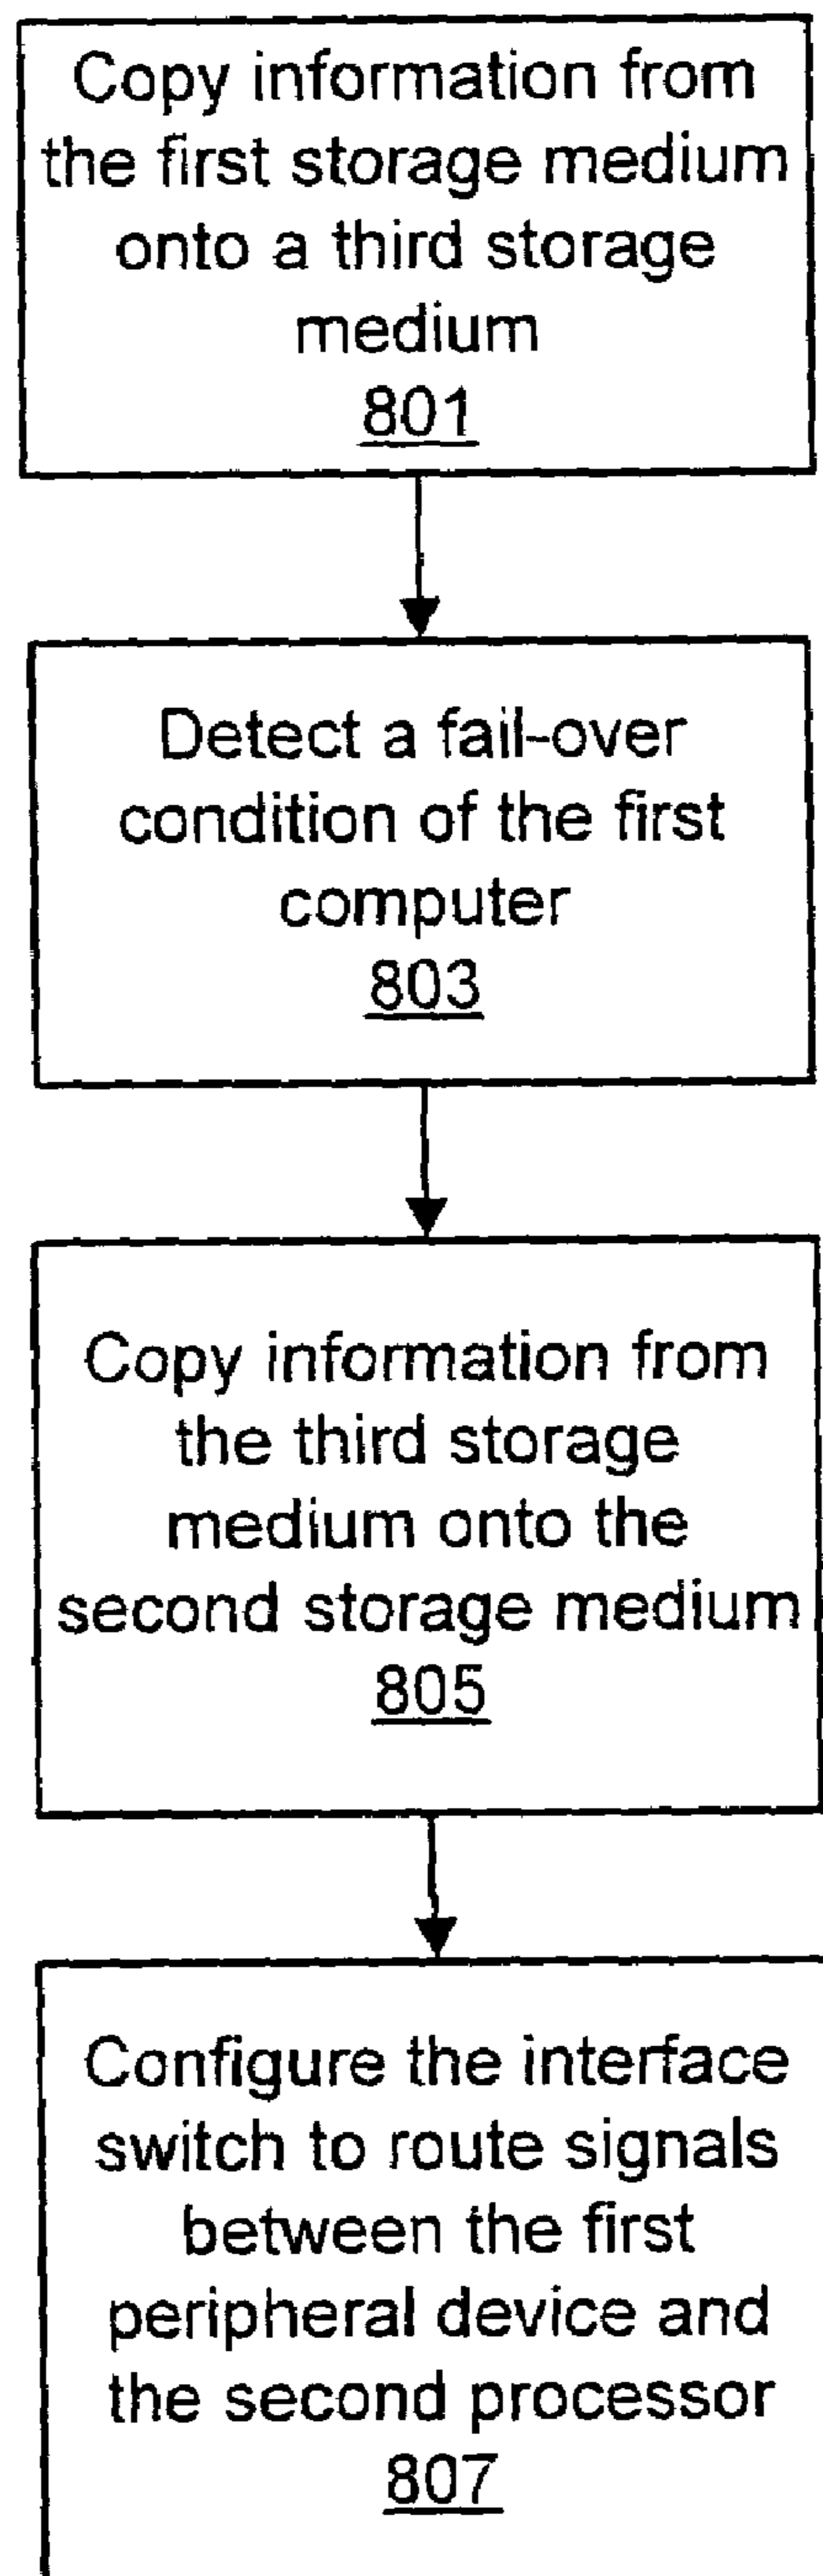 Copy information from
the first storage medium
onto a third storage
medium
801
Detect a fail-over
condition of the first
computer
803
Copy information from
the third storage
medium onto the
second storage medium
805
Configure the interface
switch to route signals
between the first
peripheral device and
the second processor
807